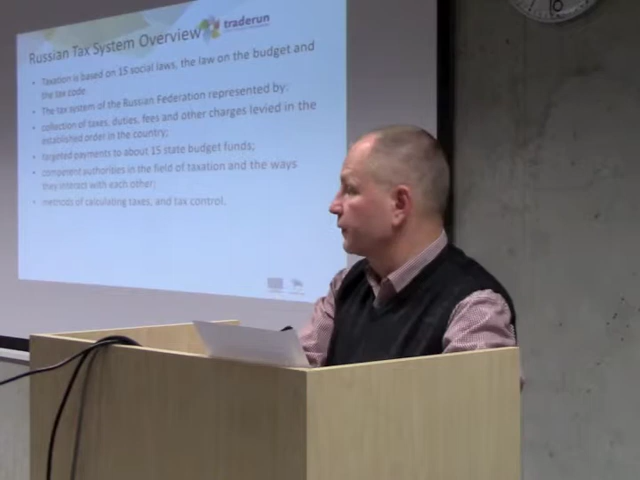 traderun
Russian Tax System Overview
• Taxation is based on 15 social laws, the law on the budget and
the tax code.
• The tax system of the Russian Federation represented by:
• collection of taxes, duties, fees and other charges levied in the
established order in the country;
• targeted payments to about 15 state budget funds;
• competent authorities in the field of taxation and the ways
they interact with each other;
• methods of calculating taxes, and tax control.